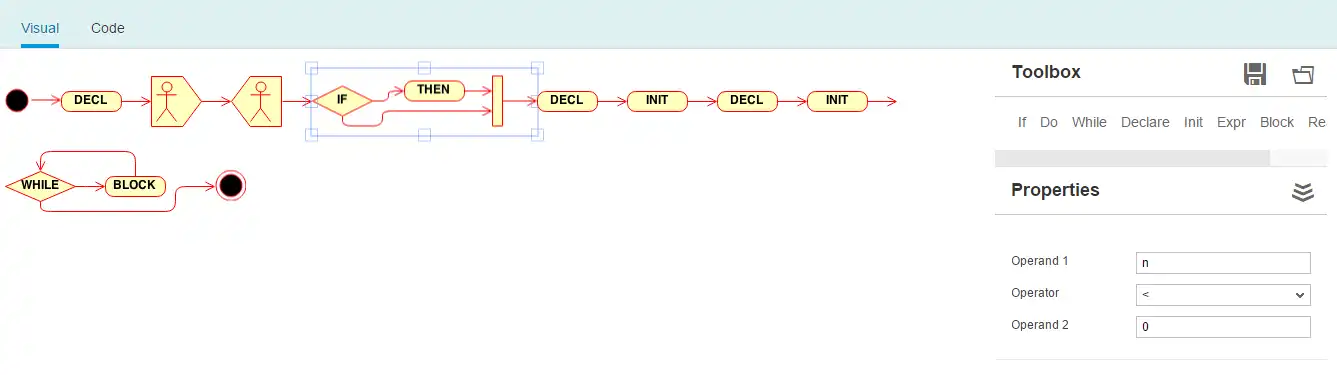 Visual Code
Toolbox
If Do While Declare Init Expr Block Re
DECL IF THEN DECL INIT DECL INIT
WHILE BLOCK
Properties
Operand 1 n
Operator <
Operand 2 0